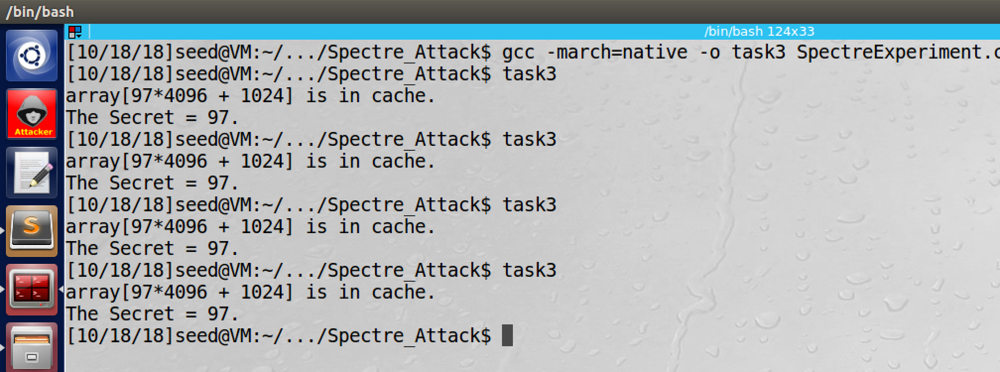 /bin/bash
/bin/bash 124x33
[10/18/18]seed@VM:~/.../Spectre_Attack$ gcc -march=native -o task3 SpectreExperiment.c
[10/18/18]seed@VM:~/.../Spectre_Attack$ task3
array[97*4096 + 1024] is in cache.
The Secret = 97.
[10/18/18]seed@VM:~/.../Spectre_Attack$ task3
array[97*4096 + 1024] is in cache.
The Secret = 97.
[10/18/18]seed@VM:~/.../Spectre_Attack$ task3
array[97*4096 + 1024] is in cache.
The Secret = 97.
[10/18/18]seed@VM:~/.../Spectre_Attack$ task3
array[97*4096 + 1024] is in cache.
The Secret = 97.
[10/18/18]seed@VM:~/.../Spectre_Attack$
Attacker
S